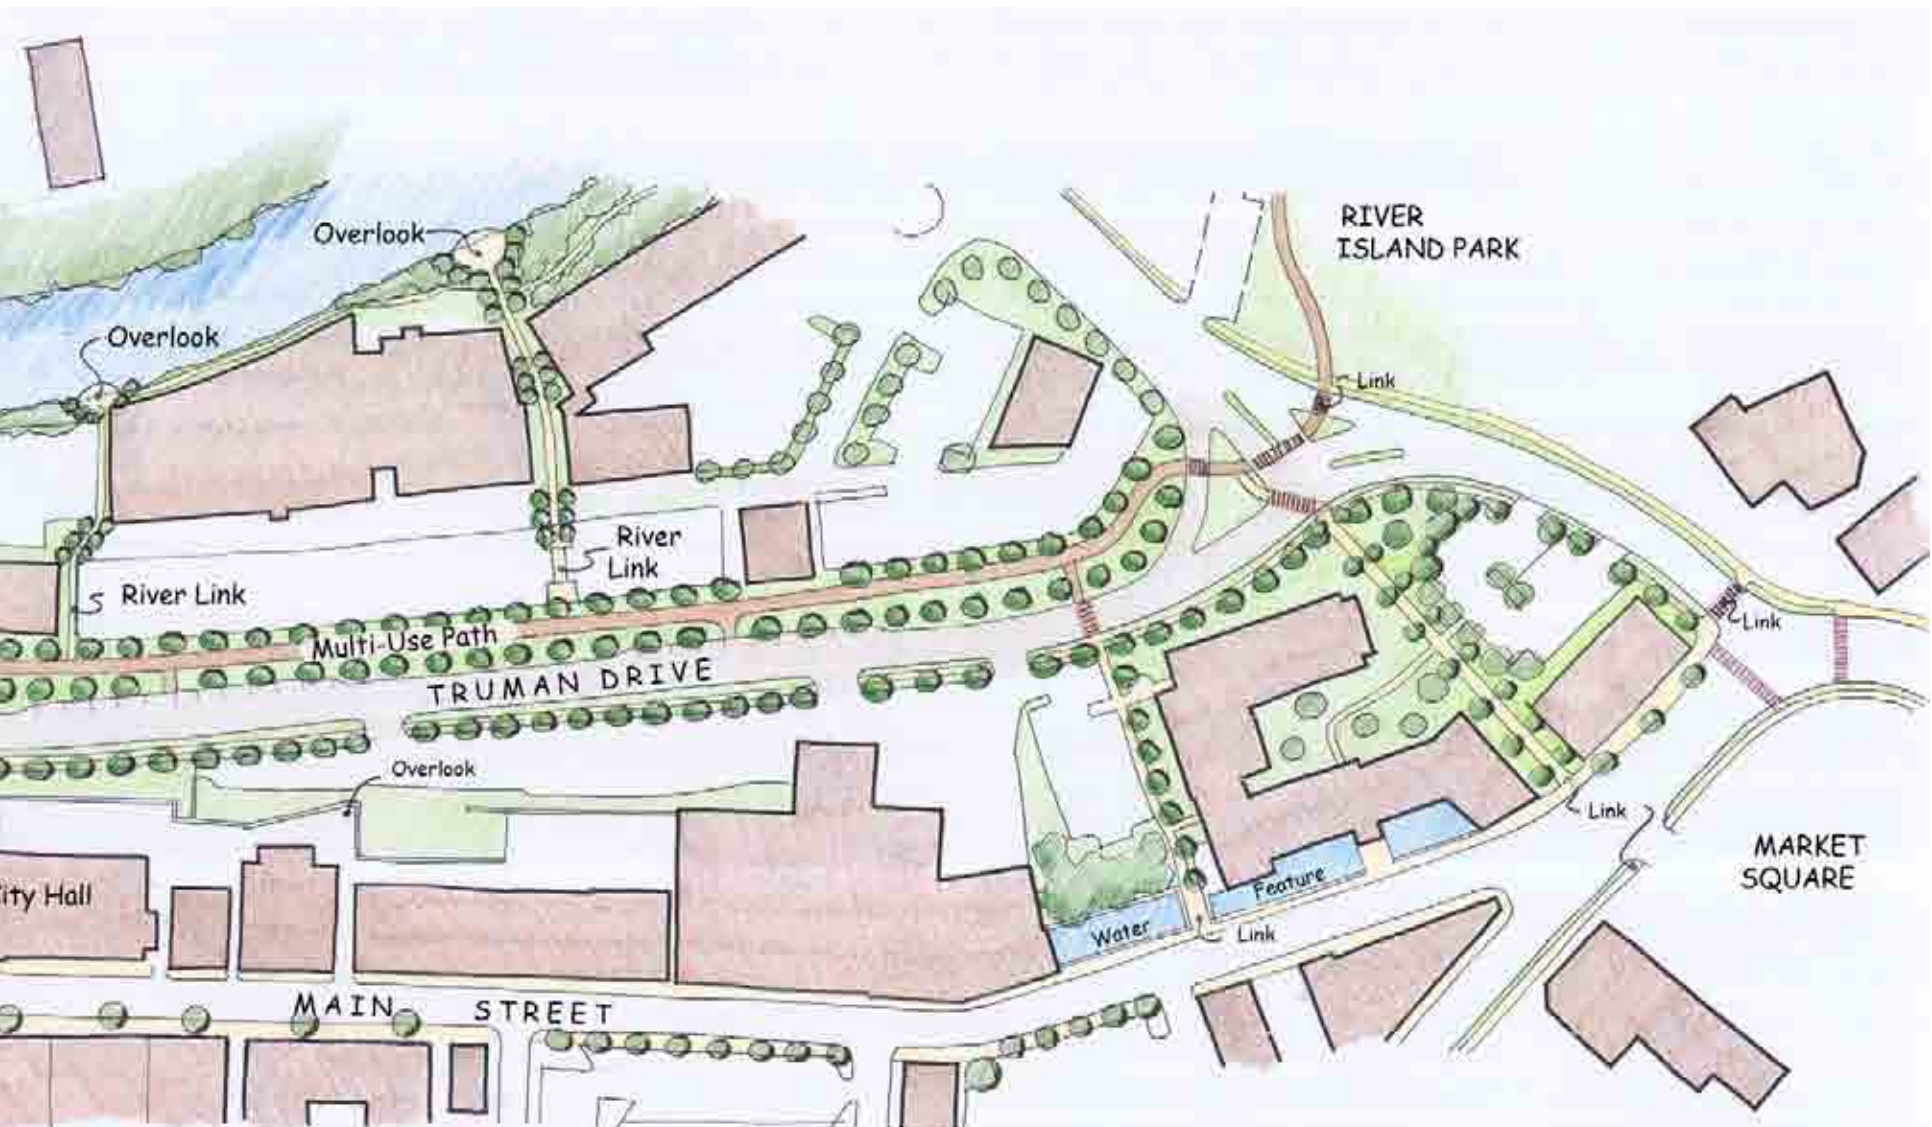 RIVER
ISLAND PARK
Overlook
Overlook
Link
River
Link
River Link
Link
Multi-Use Path
TRUMAN DRIVE
Overlook
Link
MARKET
SQUARE
ity Hall
Feature
Water
Link
MAIN STREET